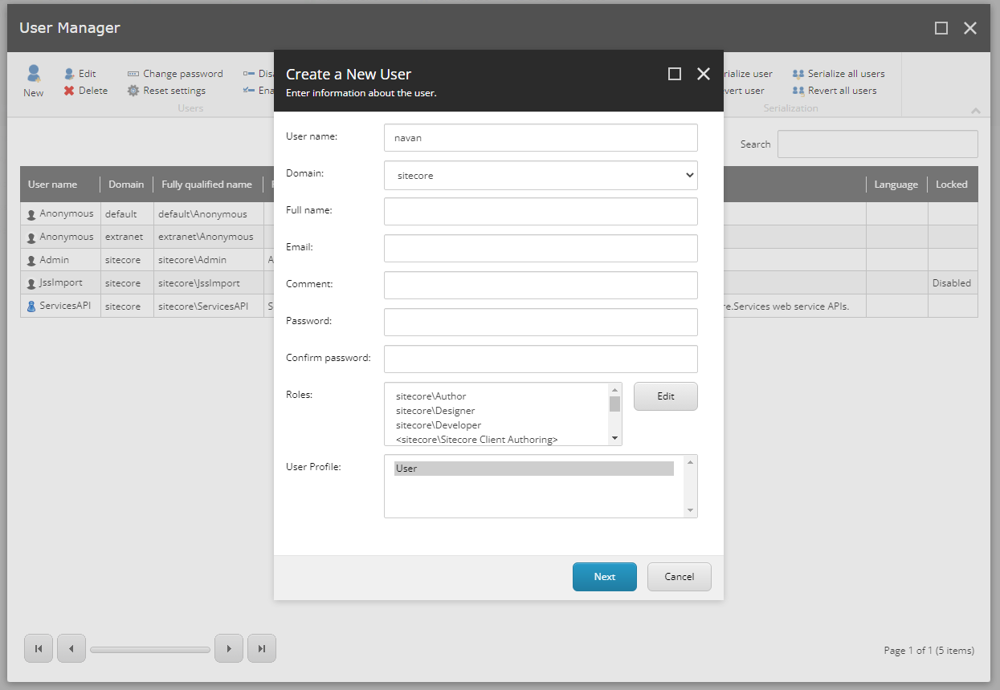 User Manager
New
Edit
Delete
Change password
Reset settings
Users
Create a New User
Enter information about the user.
Serialize all users
Revert all users
user
user
Serialization
Search
User name
Domain
Fully qualified name
Language
Locked
Anonymous
default
default\Anonymous
Anonymous
extranet
extranet\Anonymous
Admin
sitecore
sitecore\Admin
A
JssImport
sitecore
sitecore\JssImport
Disabled
ServicesAPI
sitecore
sitecore\ServicesAPI
S
re.Services web service APIs.
User name:
navan
Domain:
sitecore
Full name:
Email:
Comment:
Password:
Confirm password:
Roles:
sitecore\Author
sitecore\Designer
sitecore\Developer
<sitecore\Sitecore Client Authoring>
Edit
User Profile:
User
Next
Cancel
Page 1 of 1 (5 items)